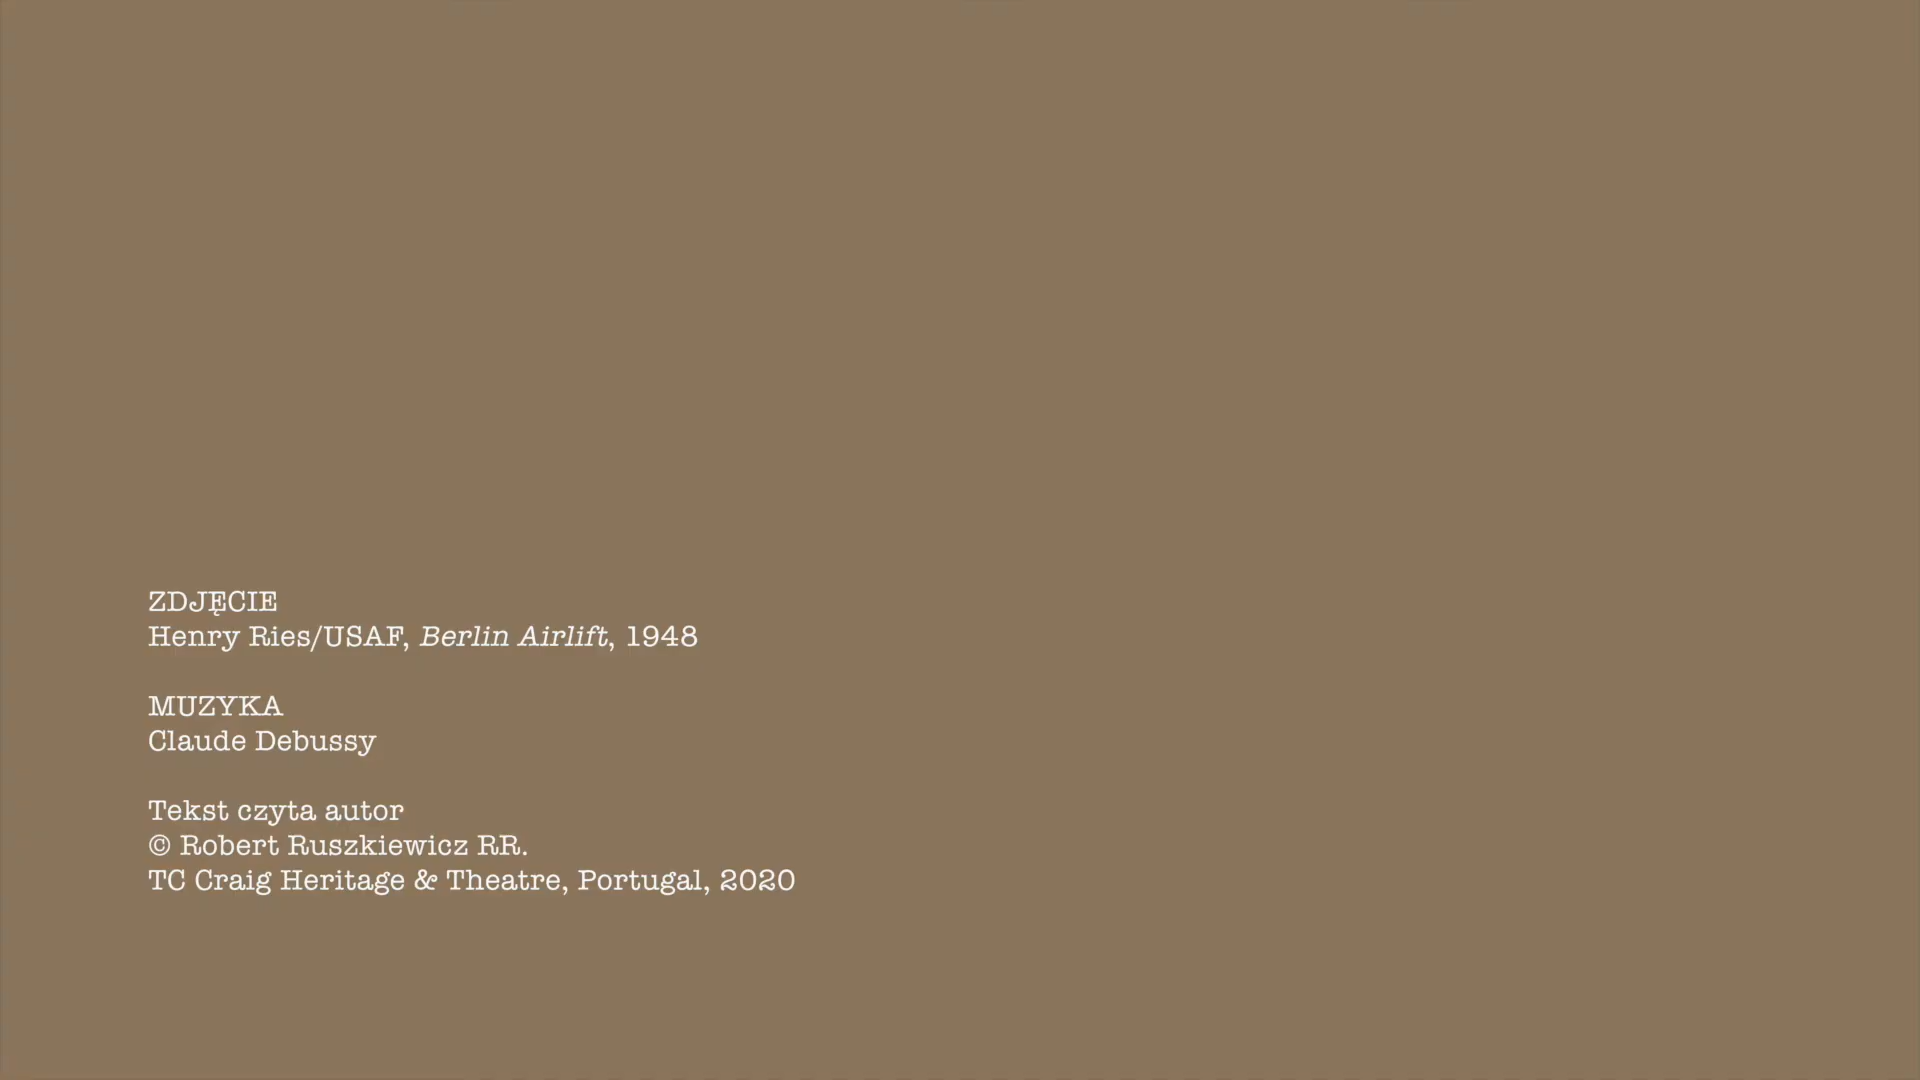 ZDJĘCIE
Henry Ries/USAF, Berlin Airlift, 1948
MUZYKA
Claude Debussy
Tekst czyta autor
© Robert Ruszkiewicz RR.
TC Craig Heritage & Theatre, Portugal, 2020